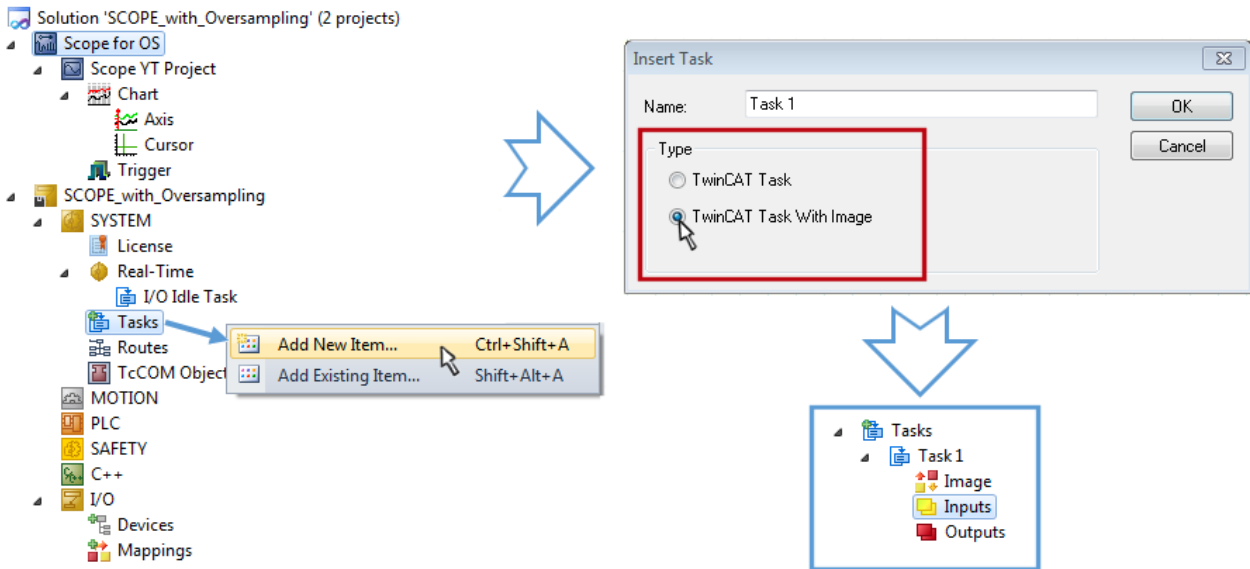 Solution 'SCOPE_with_Oversampling' (2 projects)
Scope for OS
Scope YT Project
Chart
Axis
Cursor
Trigger
SCOPE_with_Oversampling
SYSTEM
License
Real-Time
I/O Idle Task
Tasks
Routes
TcCOM Object
MOTION
PLC
SAFETY
C++
I/O
Devices
Mappings
Add New Item... Ctrl+Shift+A
Add Existing Item... Shift+Alt+A
Insert Task
Name: Task 1 OK
Cancel
Type
TwinCAT Task
TwinCAT Task With Image
Tasks
Task 1
Image
Inputs
Outputs